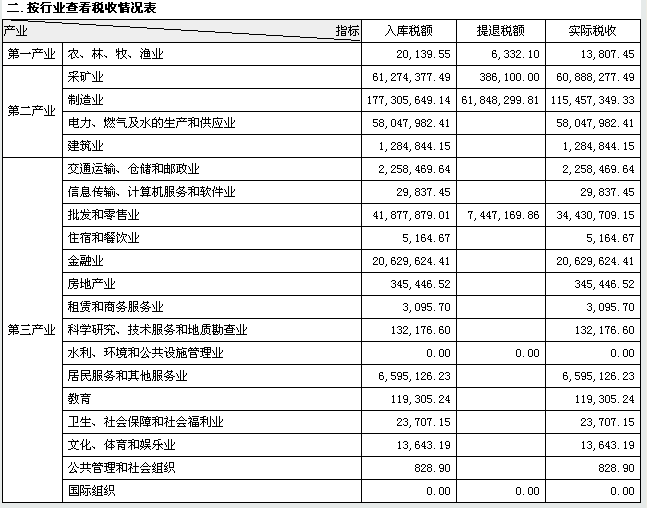 二．按行业查看税收情况表
产业 指标 入库税额 提退税额 实际税收
第一产业 农、林、牧、渔业 20,139.55 6,332.10 13,807.45
第二产业 采矿业 61,274,377.49 386,100.00 60,888,277.49
制造业 177,305,649.14 61,848,299.81 115,457,349.33
电力、燃气及水的生产和供应业 58,047,982.41 58,047,982.41
建筑业 1,284,844.15 1,284,844.15
第三产业 交通运输、仓储和邮政业 2,258,469.64 2,258,469.64
信息传输、计算机服务和软件业 29,837.45 29,837.45
批发和零售业 41,877,879.01 7,447,169.86 34,430,709.15
住宿和餐饮业 5,164.67 5,164.67
金融业 20,629,624.41 20,629,624.41
房地产业 345,446.52 345,446.52
租赁和商务服务业 3,095.70 3,095.70
科学研究、技术服务和地质勘查业 132,176.60 132,176.60
水利、环境和公共设施管理业 0.00 0.00 0.00
居民服务和其他服务业 6,595,126.23 6,595,126.23
教育 119,305.24 119,305.24
卫生、社会保障和社会福利业 23,707.15 23,707.15
文化、体育和娱乐业 13,643.19 13,643.19
公共管理和社会组织 828.90 828.90
国际组织 0.00 0.00 0.00